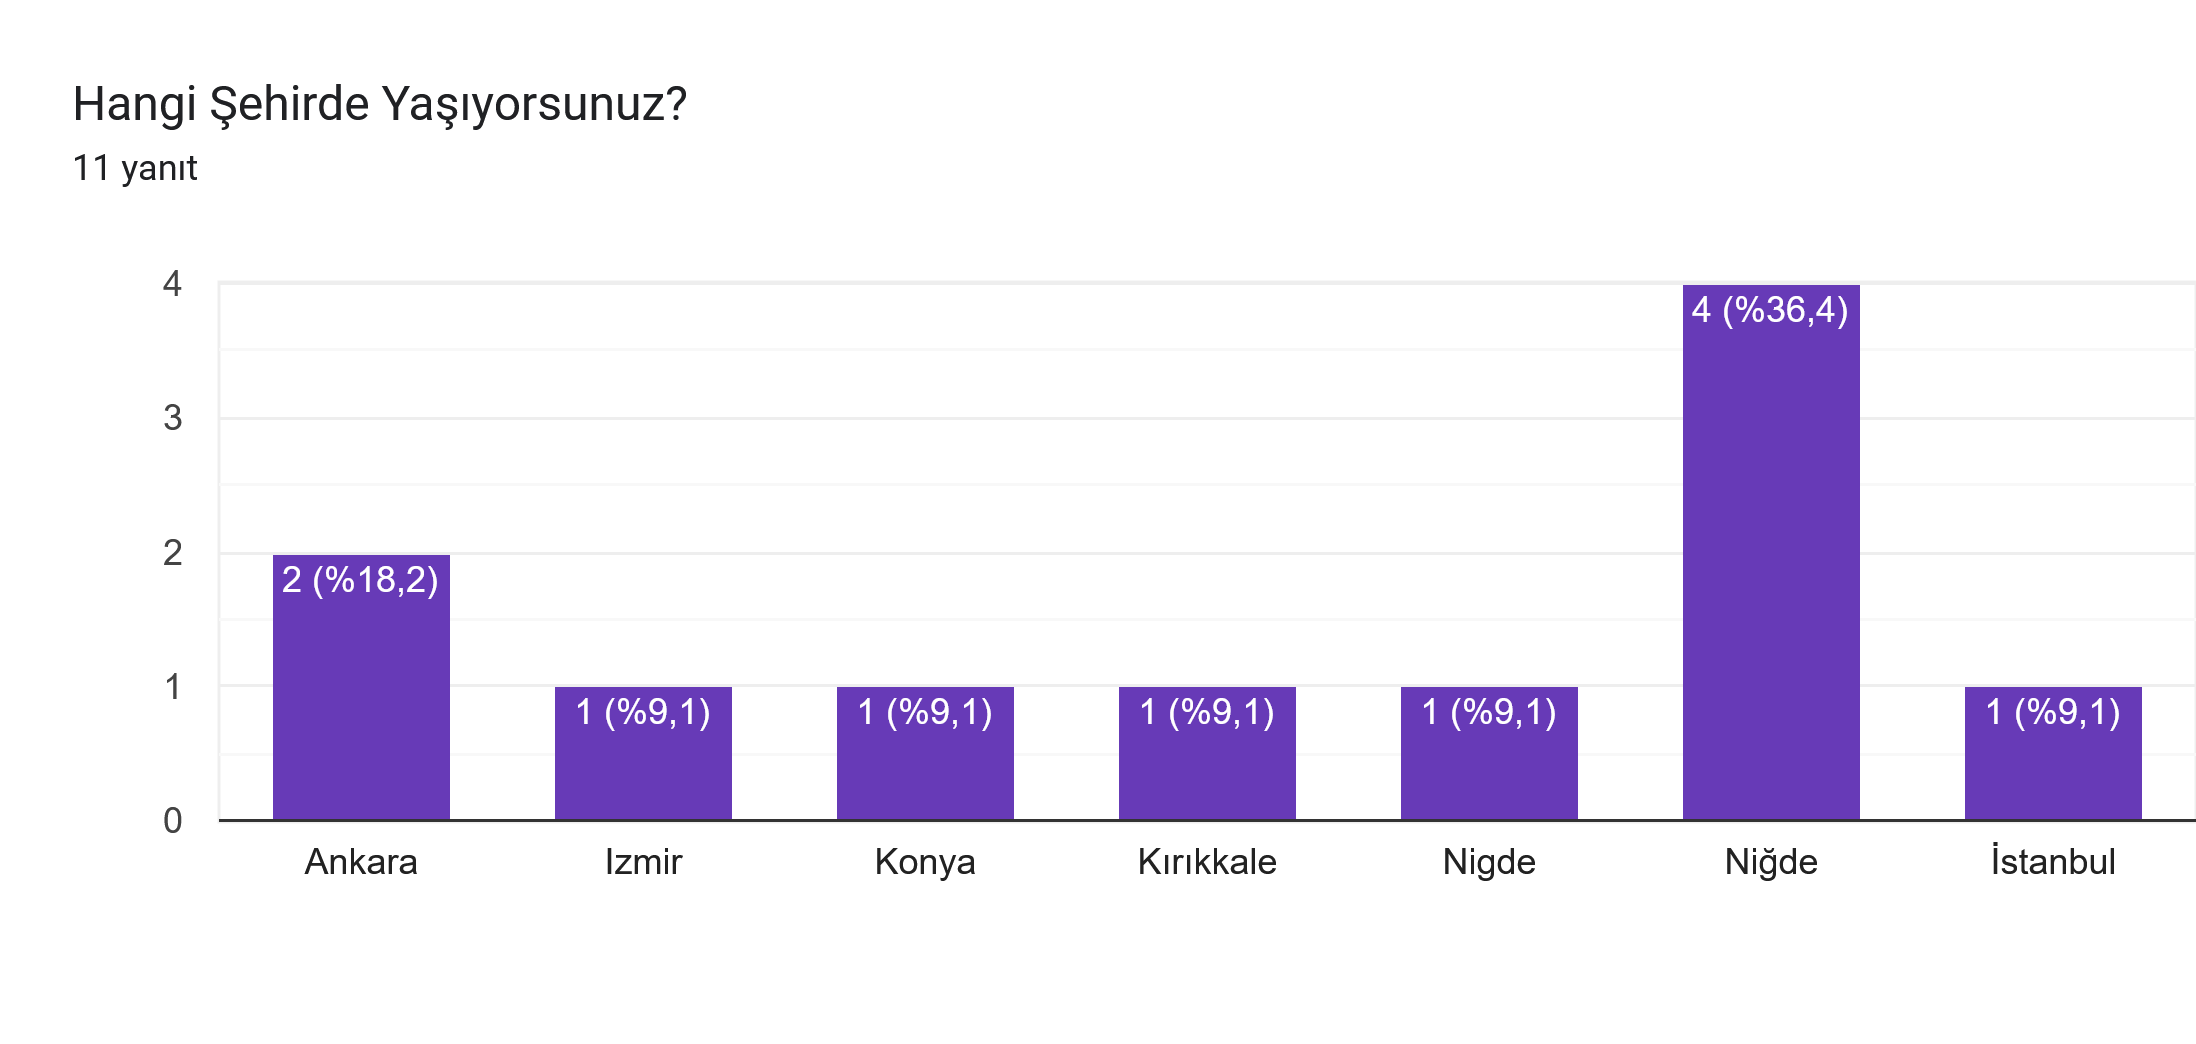 Hangi Şehirde Yaşıyorsunuz?
11 yanıt
4
3
2
1
0
2 (%18,2)
1 (%9,1)
1 (%9,1)
1 (%9,1)
1 (%9,1)
4 (%36,4)
1 (%9,1)
Ankara
Izmir
Konya
Kırıkkale
Nigde
Niğde
İstanbul